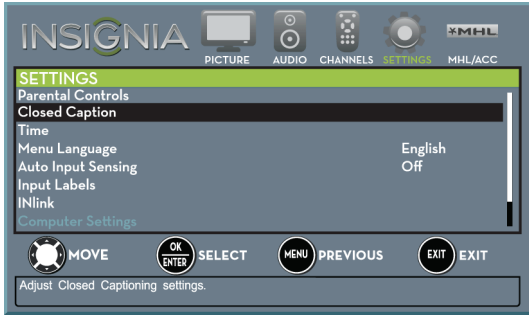 INSIGNIA
PICTURE AUDIO CHANNELS SETTINGS MHL MHL/ACC
SETTINGS
Parental Controls
Closed Caption
Time
Menu Language English
Auto Input Sensing Off
Input Labels
INlink
Computer Settings
MOVE OK ENTER SELECT MENU PREVIOUS EXIT EXIT
Adjust Closed Captioning settings.